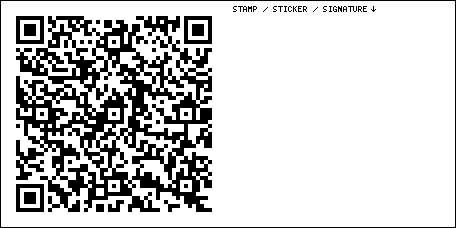 STAMP / STICKER / SIGNATURE ↓